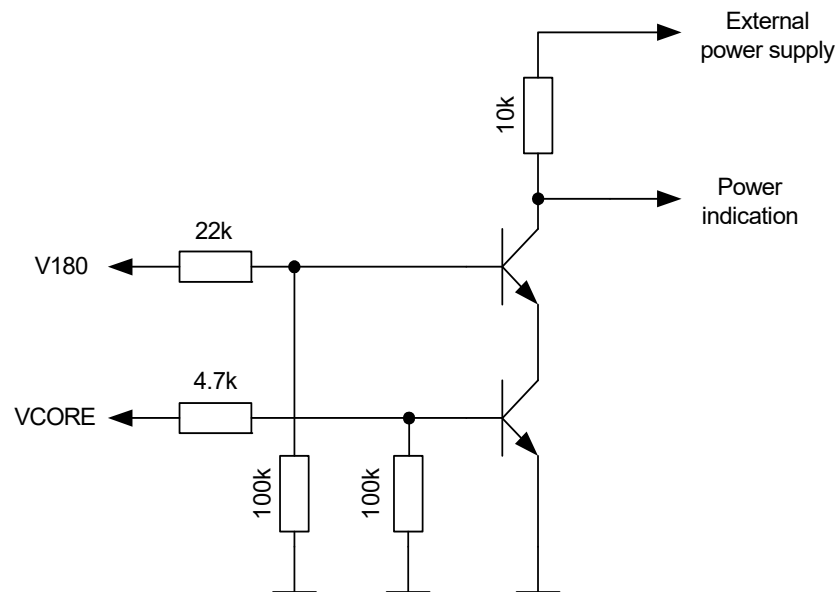 External
power supply
10k
Power
indication
22k
V180
4.7k
VCORE
100k
100k